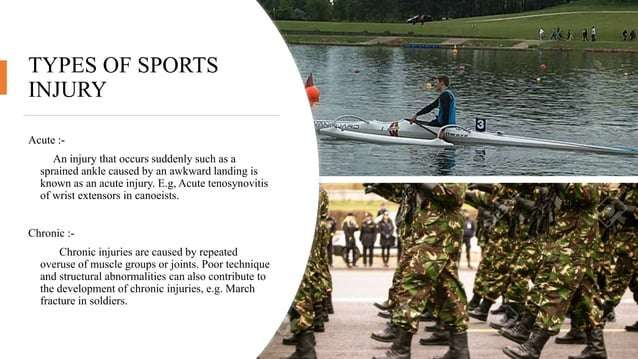 TYPES OF SPORTS
INJURY
Acute :-
An injury that occurs suddenly such as a
sprained ankle caused by an awkward landing is
known as an acute injury. E.g, Acute tenosynovitis
of wrist extensors in canoeists.
Chronic :-
Chronic injuries are caused by repeated
overuse of muscle groups or joints. Poor technique
and structural abnormalities can also contribute to
the development of chronic injuries, e.g. March
fracture in soldiers.
3